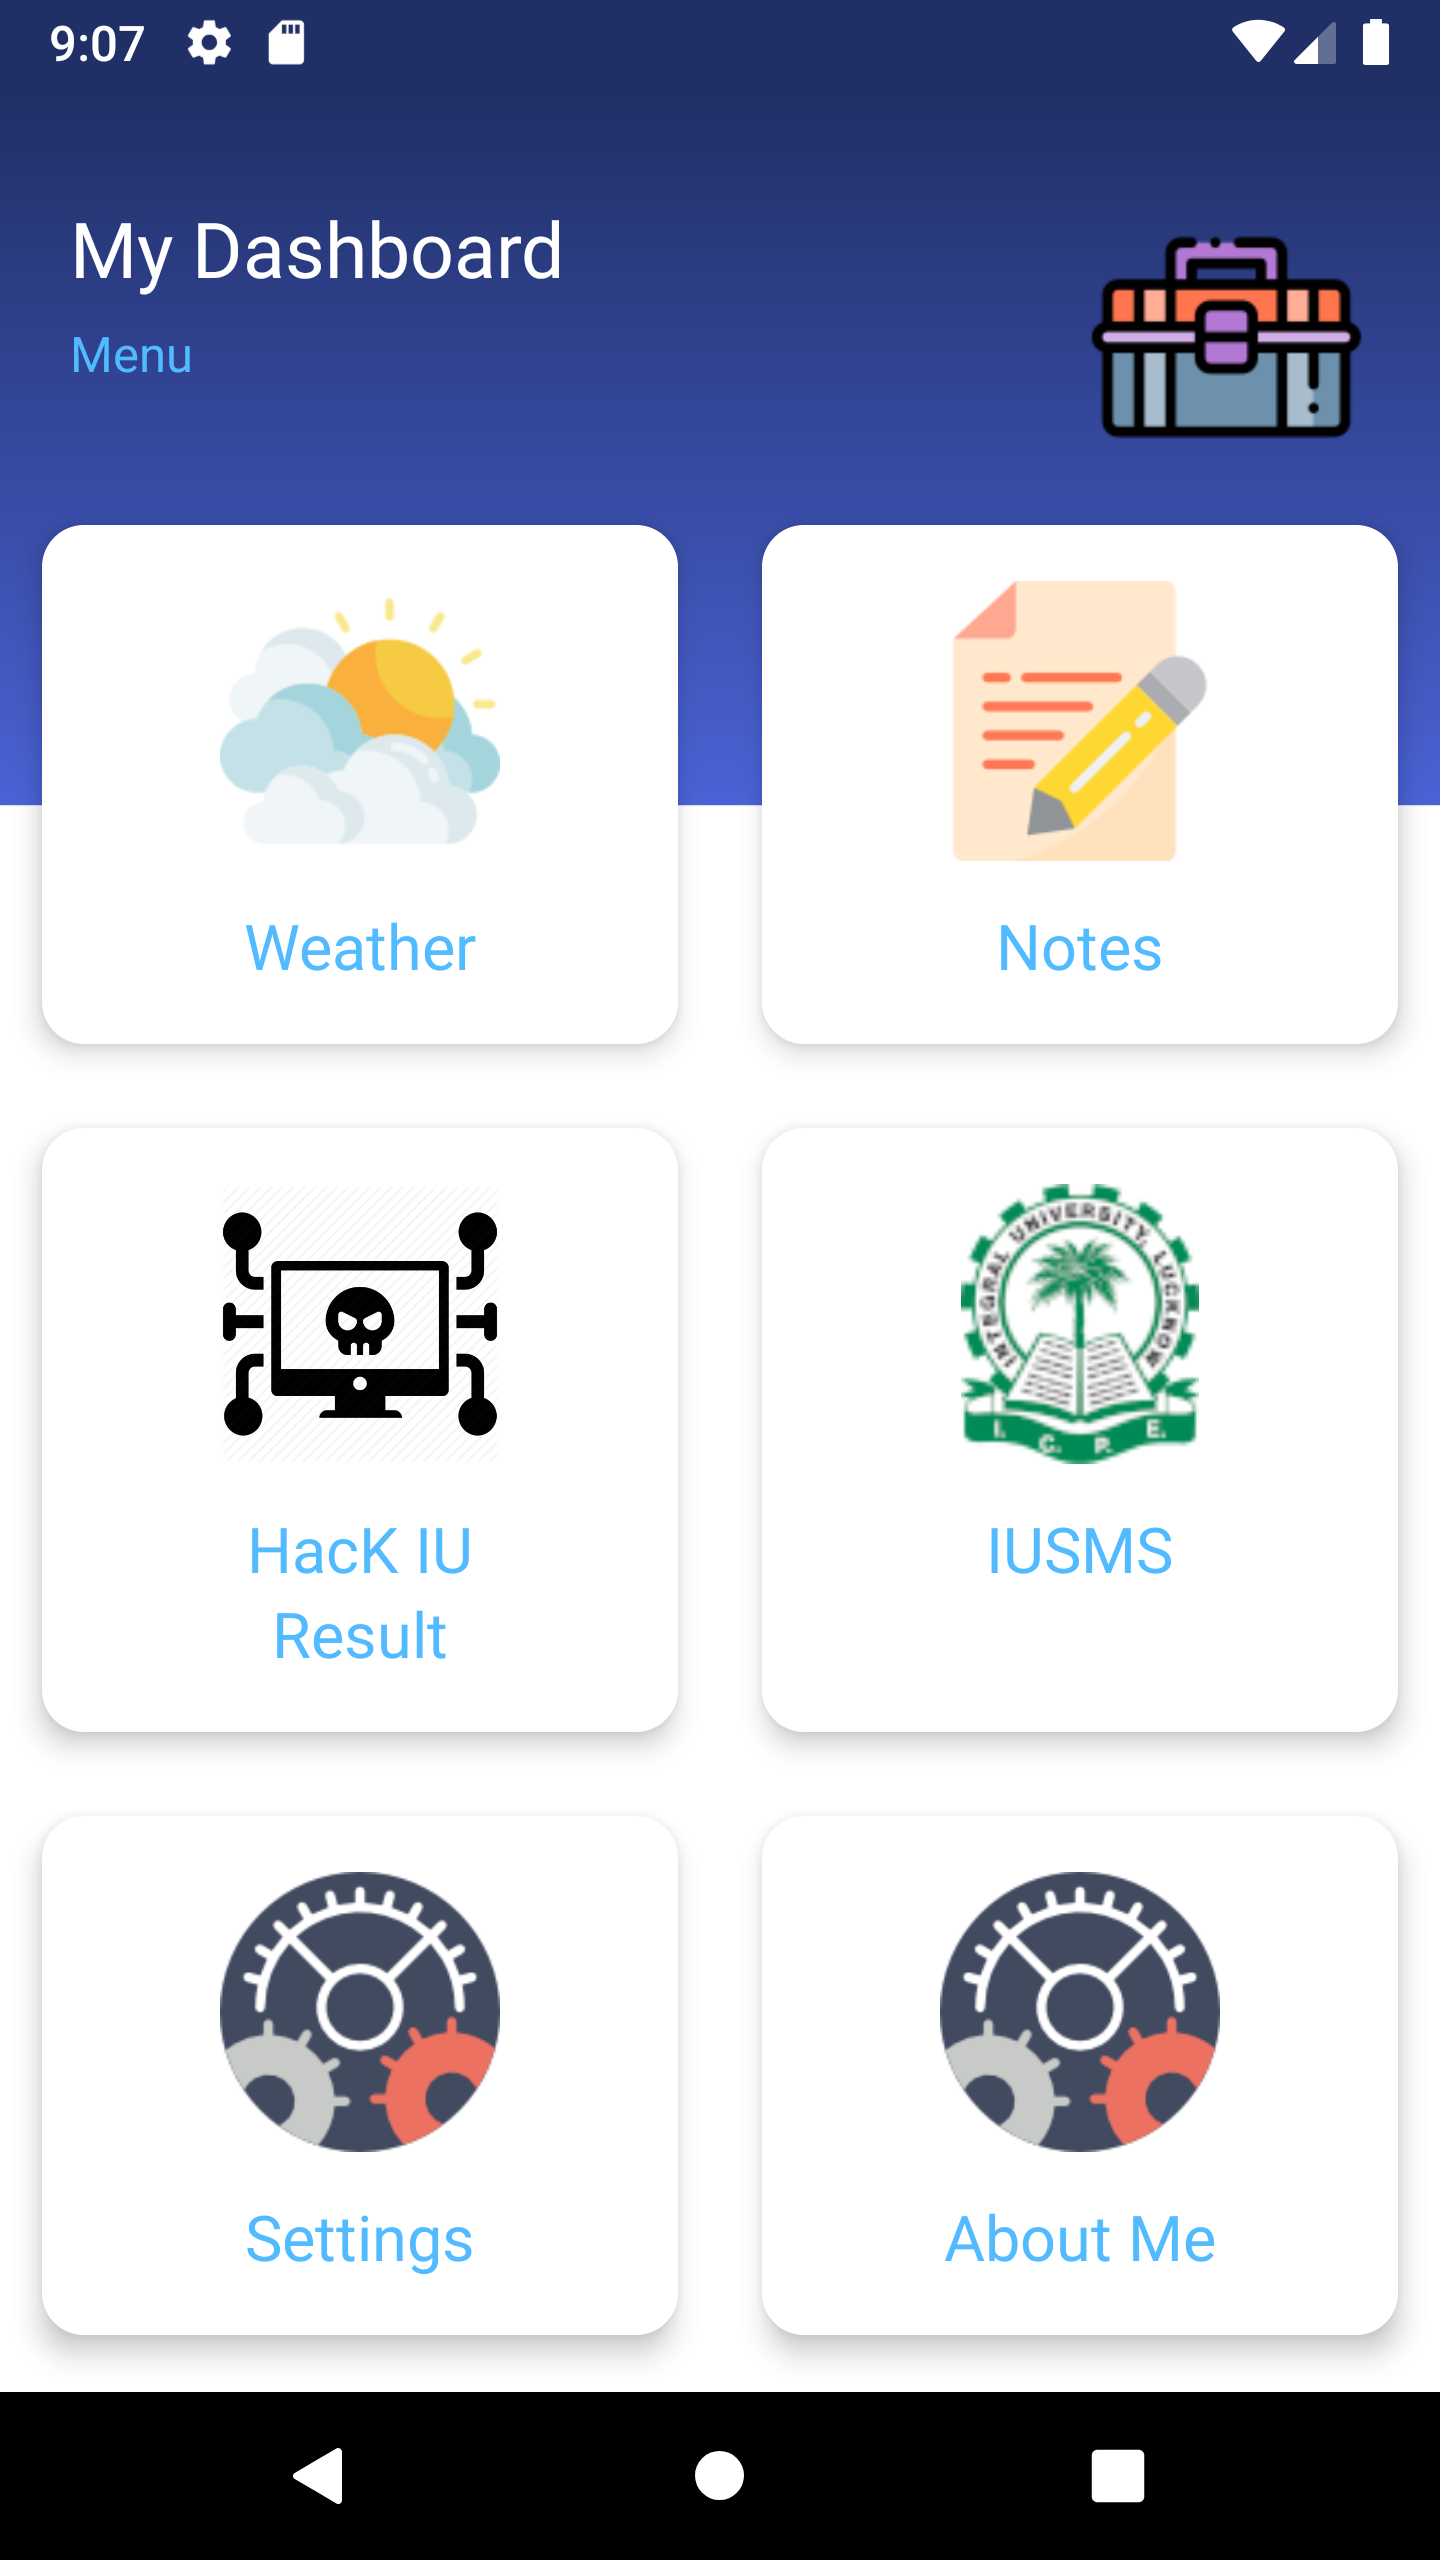 9:07
My Dashboard
Menu
Weather
Notes
INTEGRAL UNIVERSITY, LUCKNOW
I. C. P. E.
HacK IU
Result
IUSMS
Settings
About Me